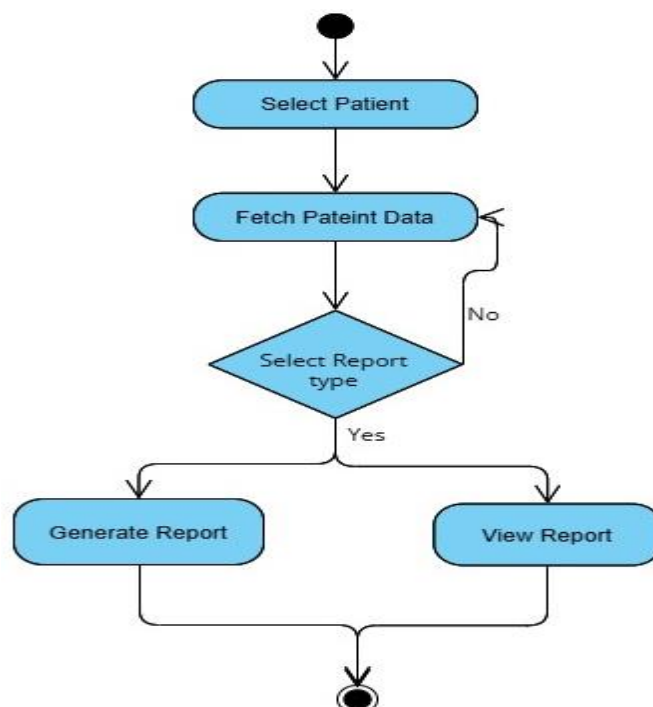 Select Patient
Fetch Pateint Data
No
Select Report
type
Yes
Generate Report
View Report